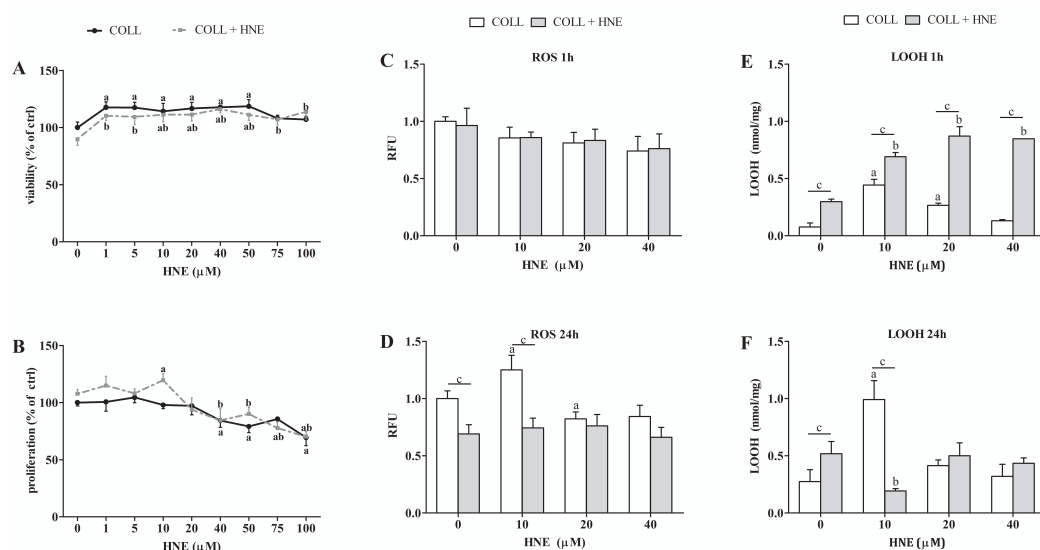 COLL COLL + HNE
A
150
100
50
0
viability (% of ctrl)
a a a a a a b
b b ab ab ab ab b
0 1 5 10 20 40 50 75 100
HNE (μM)
B
150
100
50
0
proliferation (% of ctrl)
a
b b ab ab
a a a
0 1 5 10 20 40 50 75 100
HNE (μM)
COLL COLL + HNE
C
ROS 1h
1.5
1.0
0.5
0.0
RFU
0 10 20 40
HNE (μM)
D
ROS 24h
1.5
1.0
0.5
0.0
RFU
c a c a
0 10 20 40
HNE (μM)
COLL COLL + HNE
E
LOOH 1h
1.5
1.0
0.5
0.0
LOOH (nmol/mg)
c c c c
a b a b b
0 10 20 40
HNE (μM)
F
LOOH 24h
1.5
1.0
0.5
0.0
LOOH (nmol/mg)
c a c b
0 10 20 40
HNE (μM)